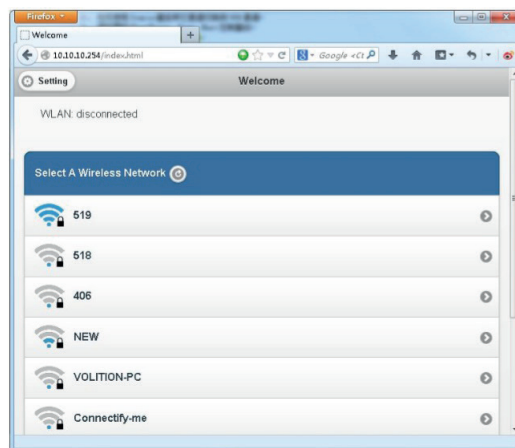 Firefox
Welcome
10.10.10.254/index.html
Google <Ct
Setting
Welcome
WLAN: disconnected
Select A Wireless Network
519
518
406
NEW
VOLITION-PC
Connectify-me